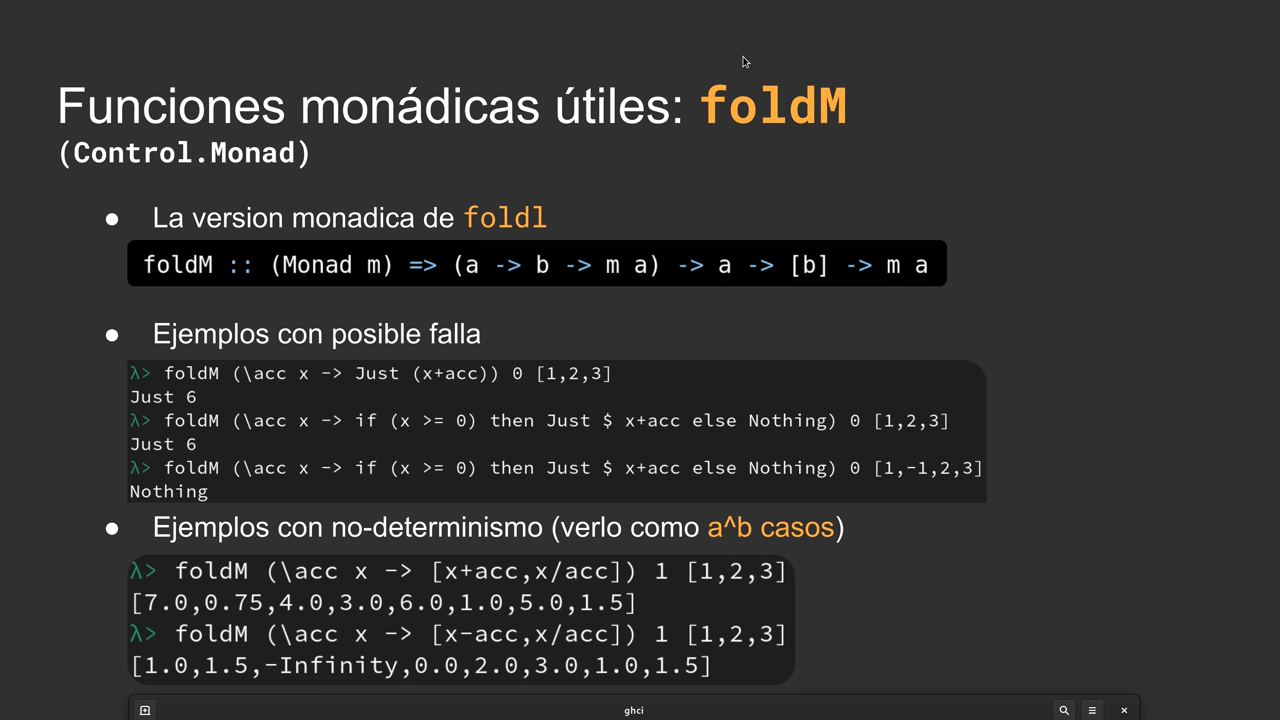 Funciones monádicas útiles: foldM
(Control.Monad)
● La version monadica de foldl
foldM :: (Monad m) => (a -> b -> m a) -> a -> [b] -> m a
● Ejemplos con posible falla
λ> foldM (\acc x -> Just (x+acc)) 0 [1,2,3]
Just 6
λ> foldM (\acc x -> if (x >= 0) then Just $ x+acc else Nothing) 0 [1,2,3]
Just 6
λ> foldM (\acc x -> if (x >= 0) then Just $ x+acc else Nothing) 0 [1,-1,2,3]
Nothing
● Ejemplos con no-determinismo (verlo como a^b casos)
λ> foldM (\acc x -> [x+acc,x/acc]) 1 [1,2,3]
[7.0,0.75,4.0,3.0,6.0,1.0,5.0,1.5]
λ> foldM (\acc x -> [x-acc,x/acc]) 1 [1,2,3]
[1.0,1.5,-Infinity,0.0,2.0,3.0,1.0,1.5]
ghci